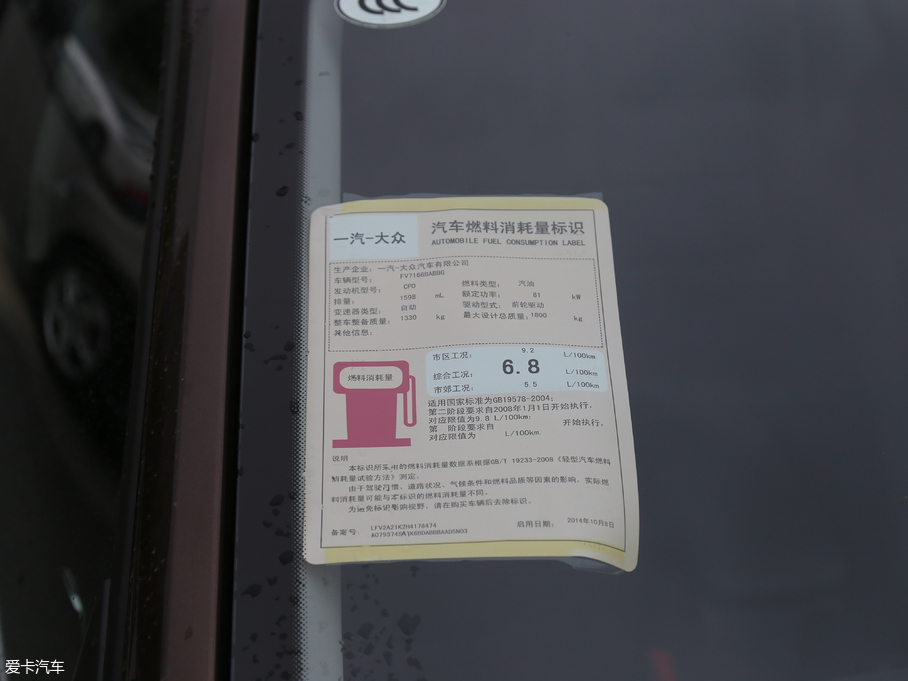 CCC
一汽-大众
汽车燃料消耗量标识
AUTOMOBILE FUEL CONSUMPTION LABEL
生产企业: 一汽-大众汽车有限公司
车辆型号: FV7166BABBG
发动机型号: CPD 燃料类型: 汽油
排量: 1598 mL 额定功率: 81 kW
变速器类型: 自动 驱动型式: 前轮驱动
整车整备质量: 1330 kg 最大设计总质量: 1800 kg
其他信息:
燃料消耗量
市区工况: 9.2 L/100km
综合工况: 6.8 L/100km
市郊工况: 5.5 L/100km
适用国家标准为GB19578-2004;
第二阶段要求自2008年1月1日开始执行,
对应限值为9.8 L/100km;
第 阶段要求自 开始执行,
对应限值为 L/100km.
说明
本标识所采用的燃料消耗量数据系根据GB/T 19233-2008《轻型汽车燃料
消耗量试验方法》测定。
由于驾驶习惯、道路状况、气候条件和燃料品质等因素的影响,实际燃
料消耗量可能与本标识的燃料消耗量不同。
为避免标识影响视野,请在购买车辆后去除标识。
备案号: LFV2A21K2H4178474 启用日期: 2014年10月8日
爱卡汽车